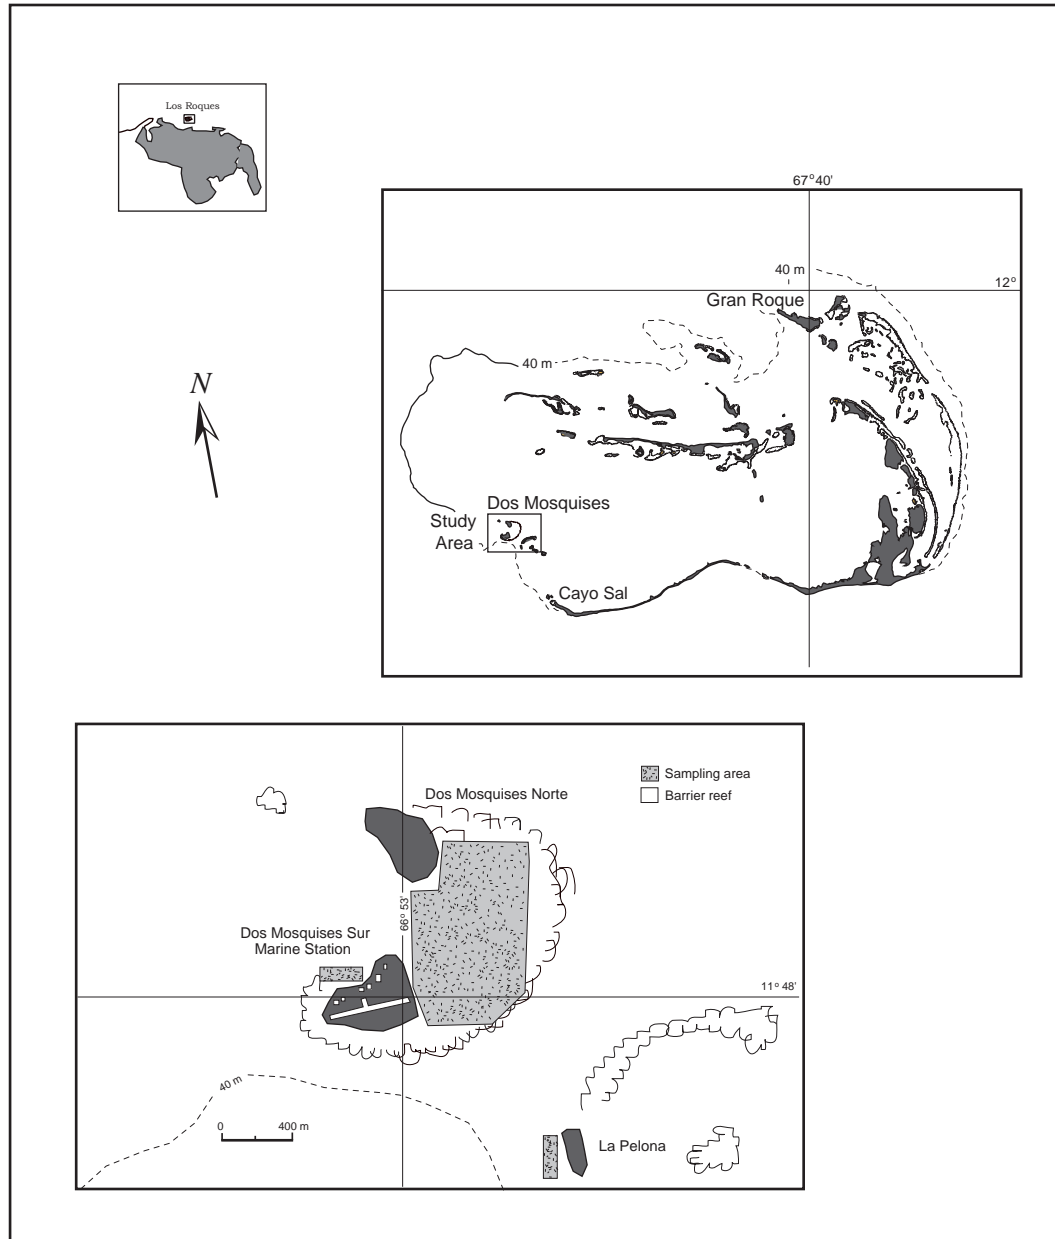 Los Roques
67° 40'
40 m
12°
Gran Roque
40 m
N
Dos Mosquises
Study
Area
Cayo Sal
Sampling area
Barrier reef
Dos Mosquises Norte
66° 53'
Dos Mosquises Sur
Marine Station
11° 48'
40 m
0 400 m
La Pelona